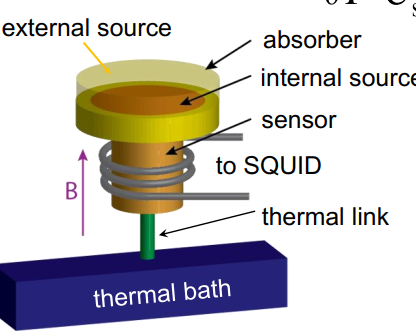 external source
absorber
internal source
sensor
B
to SQUID
thermal link
thermal bath